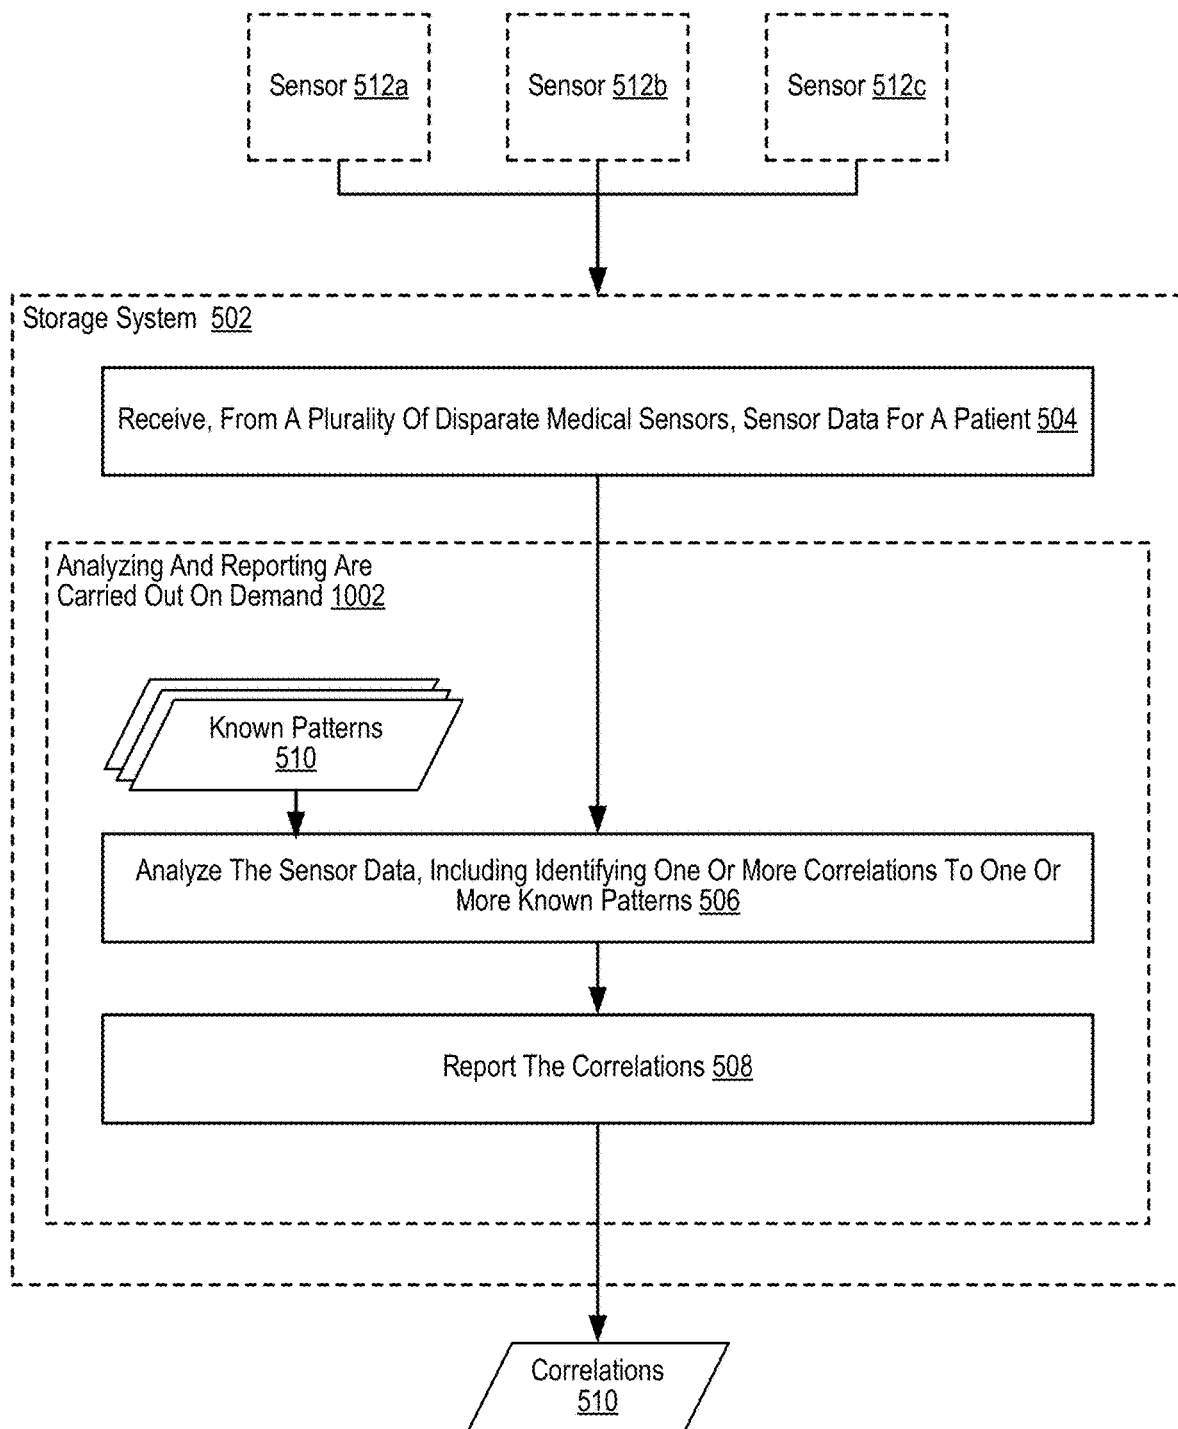 Sensor 512a
Sensor 512b
Sensor 512c
Storage System 502
Receive, From A Plurality Of Disparate Medical Sensors, Sensor Data For A Patient 504
Analyzing And Reporting Are
Carried Out On Demand 1002
Known Patterns
510
Analyze The Sensor Data, Including Identifying One Or More Correlations To One Or
More Known Patterns 506
Report The Correlations 508
Correlations
510